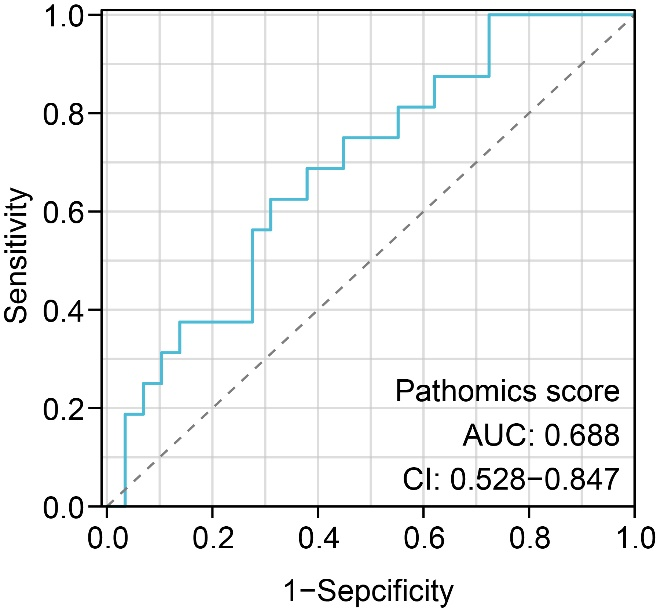 1.0
0.8
0.6
0.4
0.2
0.0
Sensitivity
Pathomics score
AUC: 0.688
CI: 0.528−0.847
0.0 0.2 0.4 0.6 0.8 1.0
1−Sepcificity